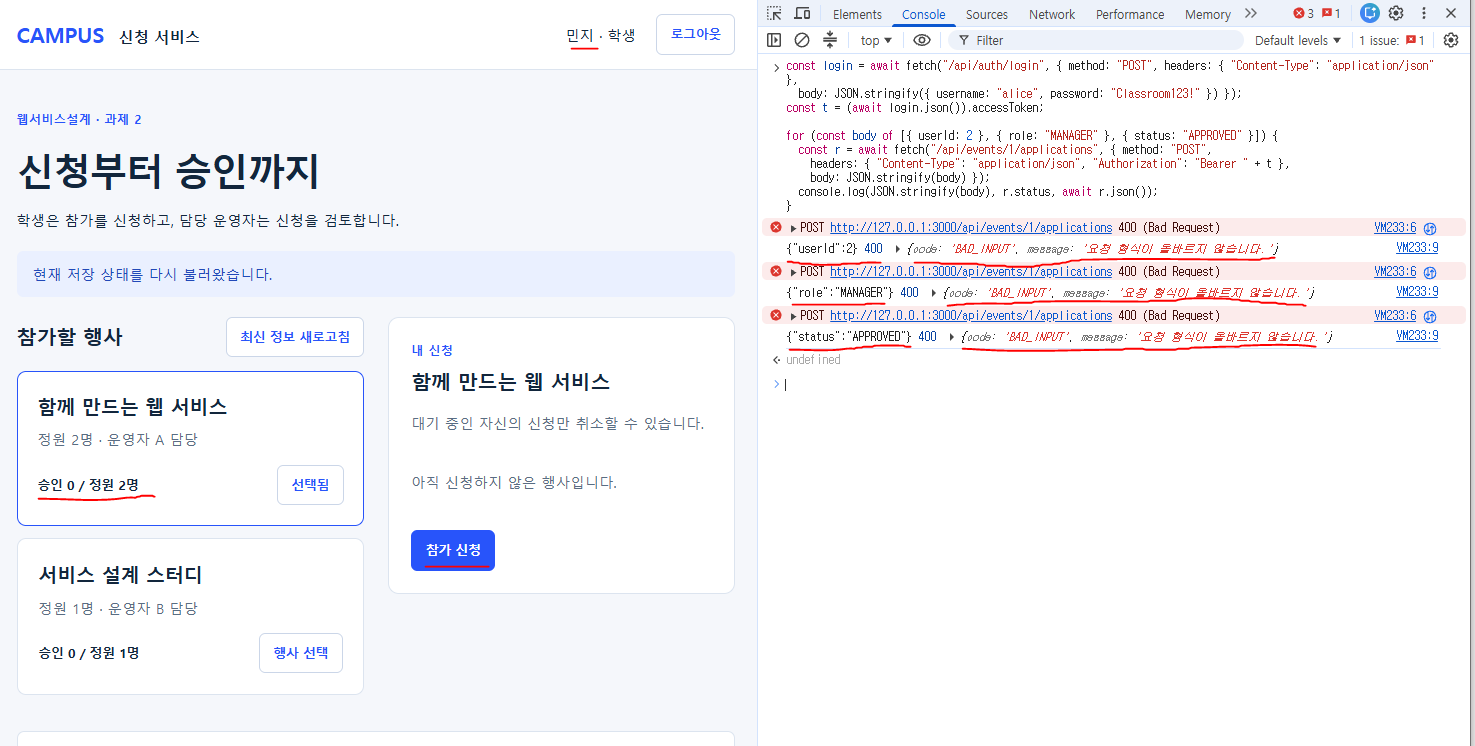 CAMPUS 신청 서비스
민지 · 학생
로그아웃
웹서비스설계 · 과제 2
신청부터 승인까지
학생은 참가를 신청하고, 담당 운영자는 신청을 검토합니다.
현재 저장 상태를 다시 불러왔습니다.
참가할 행사
최신 정보 새로고침
함께 만드는 웹 서비스
정원 2명 · 운영자 A 담당
승인 0 / 정원 2명
선택됨
서비스 설계 스터디
정원 1명 · 운영자 B 담당
승인 0 / 정원 1명
행사 선택
내 신청
함께 만드는 웹 서비스
대기 중인 자신의 신청만 취소할 수 있습니다.
아직 신청하지 않은 행사입니다.
참가 신청
Elements Console Sources Network Performance Memory 3 1
top Filter Default levels 1 issue: 1
const login = await fetch("/api/auth/login", { method: "POST", headers: { "Content-Type": "application/json"
},
body: JSON.stringify({ username: "alice", password: "Classroom123!" }) });
const t = (await login.json()).accessToken;
for (const body of [{ userId: 2 }, { role: "MANAGER" }, { status: "APPROVED" }]) {
const r = await fetch("/api/events/1/applications", { method: "POST",
headers: { "Content-Type": "application/json", "Authorization": "Bearer " + t },
body: JSON.stringify(body) });
console.log(JSON.stringify(body), r.status, await r.json());
}
POST http://127.0.0.1:3000/api/events/1/applications 400 (Bad Request) VM233:6
{"userId":2} 400 {code: 'BAD_INPUT', message: '요청 형식이 올바르지 않습니다.'} VM233:9
POST http://127.0.0.1:3000/api/events/1/applications 400 (Bad Request) VM233:6
{"role":"MANAGER"} 400 {code: 'BAD_INPUT', message: '요청 형식이 올바르지 않습니다.'} VM233:9
POST http://127.0.0.1:3000/api/events/1/applications 400 (Bad Request) VM233:6
{"status":"APPROVED"} 400 {code: 'BAD_INPUT', message: '요청 형식이 올바르지 않습니다.'} VM233:9
undefined